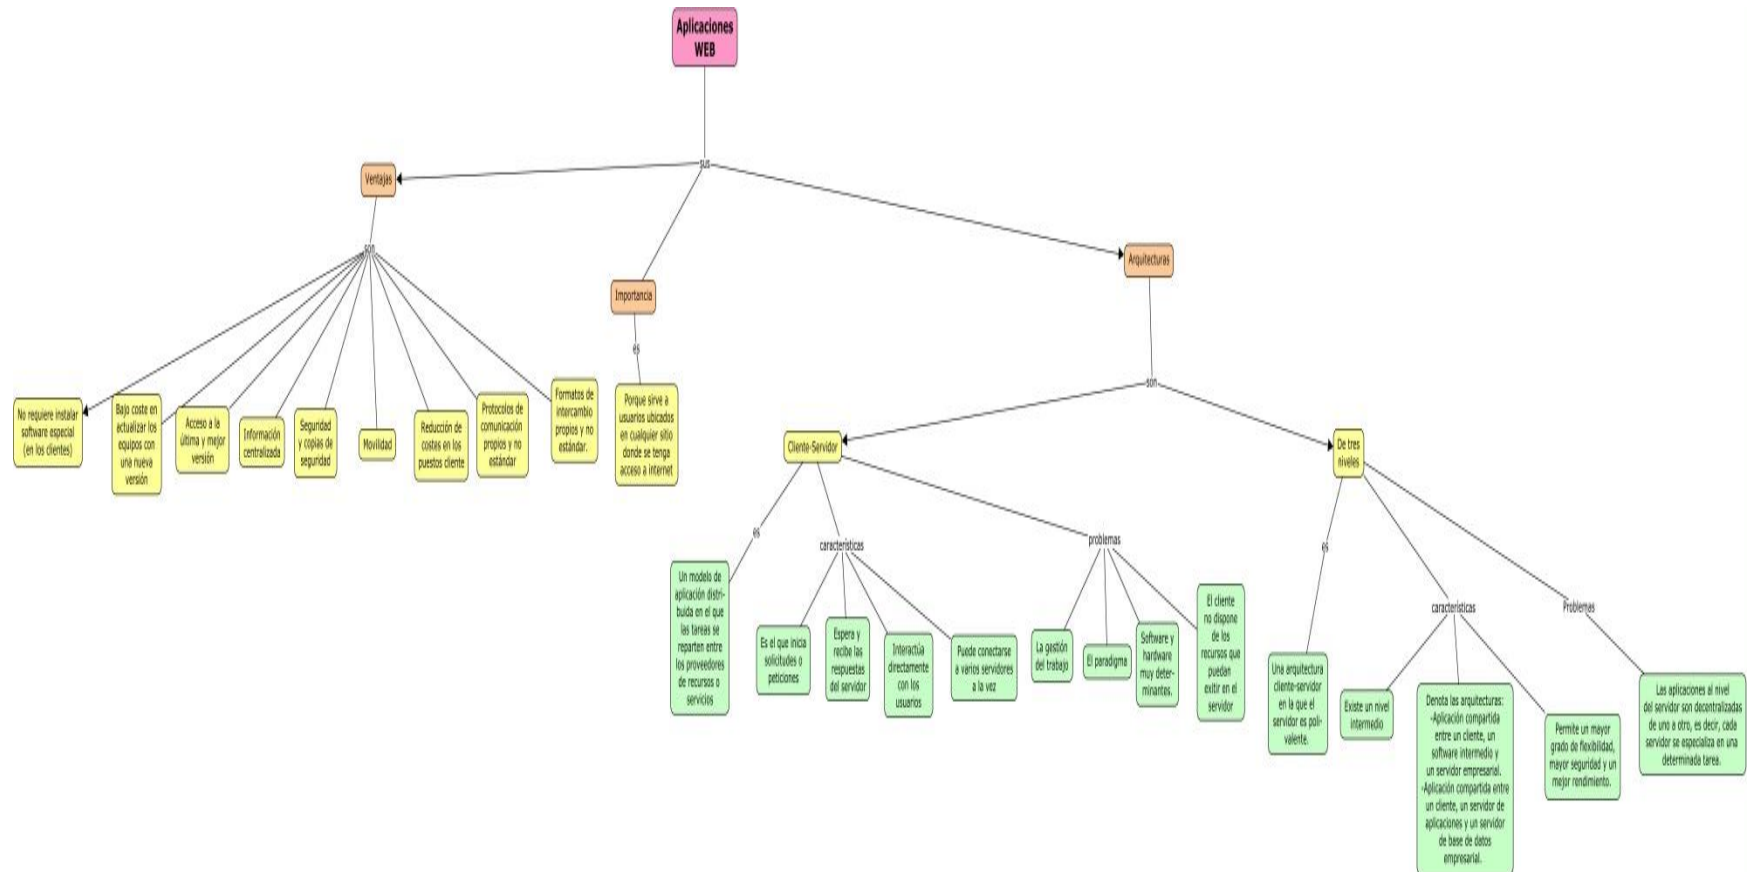 Aplicaciones
WEB
sus
Ventajas
son
No requiere instalar
software especial
(en los clientes)
Bajo coste en
actualizar los
equipos con
una nueva
versión
Acceso a la
última y mejor
versión
Información
centralizada
Seguridad
y copias de
seguridad
Movilidad
Reducción de
costes en los
puestos cliente
Protocolos de
comunicación
propios y no
estándar
Formatos de
intercambio
propios y no
estándar.
Importancia
es
Porque sirve a
usuarios ubicados
en cualquier sitio
donde se tenga
acceso a internet
Arquitecturas
son
Cliente-Servidor
es
Un modelo de
aplicación distri-
buida en el que
las tareas se
reparten entre
los proveedores
de recursos o
servicios
características
Es el que inicia
solicitudes o
peticiones
Espera y
recibe las
respuestas
del servidor
Interactúa
directamente
con los
usuarios
Puede conectarse
a varios servidores
a la vez
problemas
La gestión
del trabajo
El paradigma
Software y
hardware
muy deter-
minantes.
El cliente
no dispone
de los
recursos que
puedan
exitir en el
servidor
De tres
niveles
es
Una arquitectura
cliente-servidor
en la que el
servidor es poli-
valente.
características
Existe un nivel
intermedio
Denota las arquitecturas:
-Aplicación compartida
entre un cliente, un
software intermedio y
un servidor empresarial.
-Aplicación compartida entre
un cliente, un servidor de
aplicaciones y un servidor
de base de datos
empresarial.
Permite un mayor
grado de flexibilidad,
mayor seguridad y un
mejor rendimiento.
Problemas
Las aplicaciones al nivel
del servidor son decentralizadas
de uno a otro, es decir, cada
servidor se especializa en una
determinada tarea.